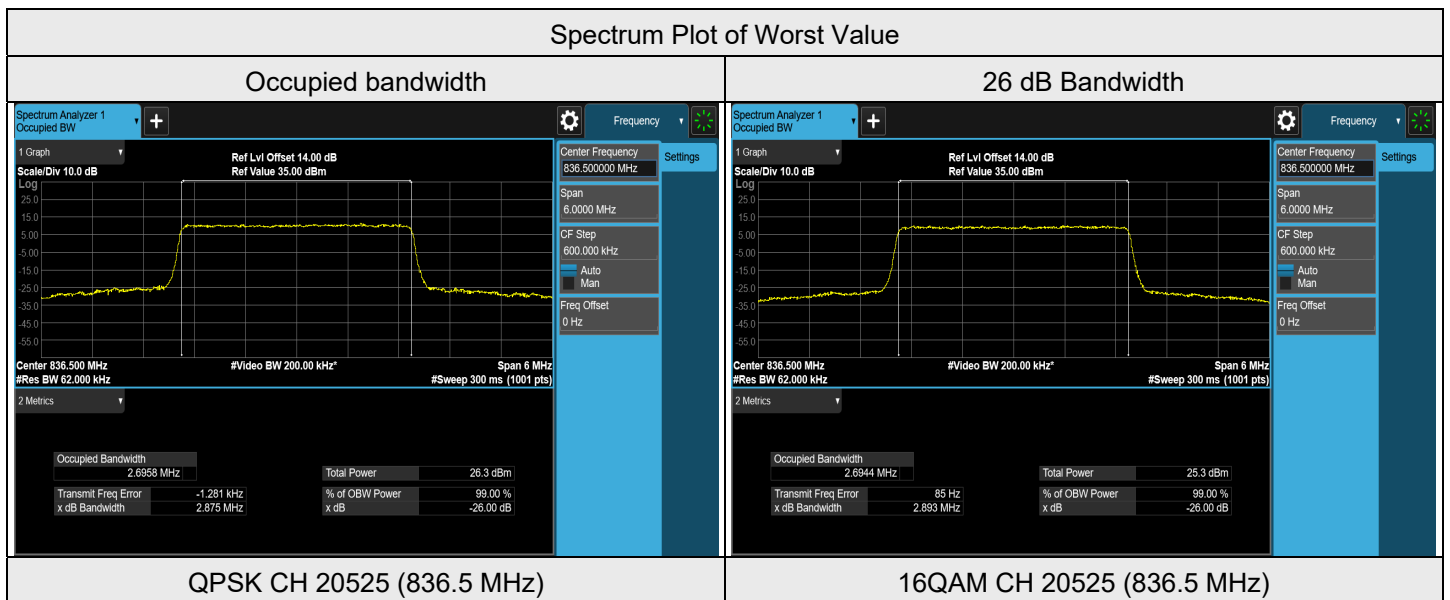 Spectrum Plot of Worst Value
Occupied bandwidth
26 dB Bandwidth
Spectrum Analyzer 1
Occupied BW
+
Frequency
1 Graph
Scale/Div 10.0 dB
Ref Lvl Offset 14.00 dB
Ref Value 35.00 dBm
Log
25.0
15.0
5.00
-5.00
-15.0
-25.0
-35.0
-45.0
-55.0
Center 836.500 MHz
#Video BW 200.00 kHz*
Span 6 MHz
#Res BW 62.000 kHz
#Sweep 300 ms (1001 pts)
Center Frequency
836.500000 MHz
Settings
Span
6.0000 MHz
CF Step
600.000 kHz
Auto
Man
Freq Offset
0 Hz
2 Metrics
Occupied Bandwidth
2.6958 MHz
Total Power 26.3 dBm
Transmit Freq Error -1.281 kHz
% of OBW Power 99.00 %
x dB Bandwidth 2.875 MHz
x dB -26.00 dB
Spectrum Analyzer 1
Occupied BW
+
Frequency
1 Graph
Scale/Div 10.0 dB
Ref Lvl Offset 14.00 dB
Ref Value 35.00 dBm
Log
25.0
15.0
5.00
-5.00
-15.0
-25.0
-35.0
-45.0
-55.0
Center 836.500 MHz
#Video BW 200.00 kHz*
Span 6 MHz
#Res BW 62.000 kHz
#Sweep 300 ms (1001 pts)
Center Frequency
836.500000 MHz
Settings
Span
6.0000 MHz
CF Step
600.000 kHz
Auto
Man
Freq Offset
0 Hz
2 Metrics
Occupied Bandwidth
2.6944 MHz
Total Power 25.3 dBm
Transmit Freq Error 85 Hz
% of OBW Power 99.00 %
x dB Bandwidth 2.893 MHz
x dB -26.00 dB
QPSK CH 20525 (836.5 MHz)
16QAM CH 20525 (836.5 MHz)